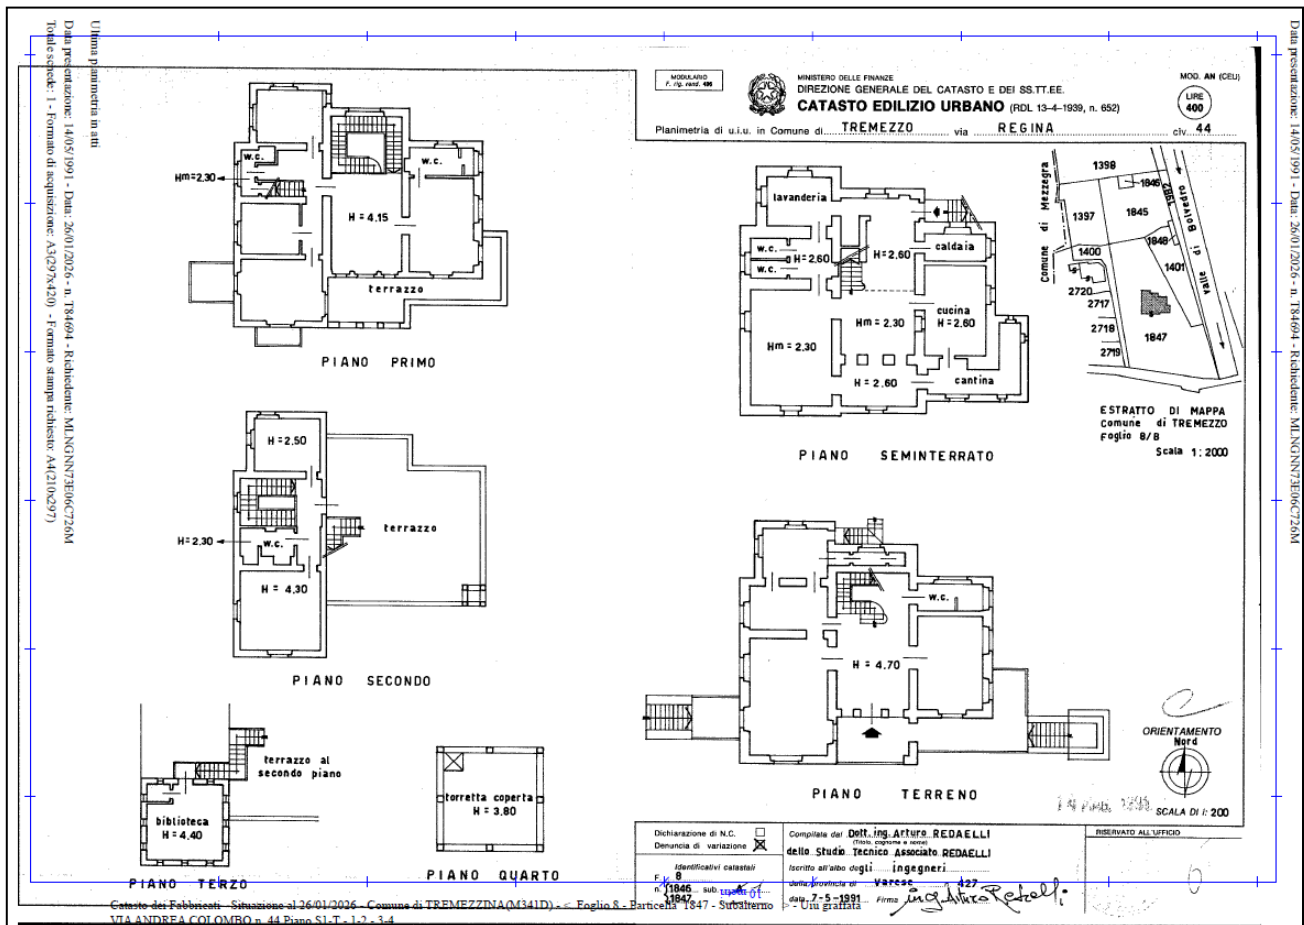 Ultima planimetria in atti
Data presentazione: 14/05/1991 - Data: 26/01/2026 - n. T84694 - Richiedente: MLNGNN73E06C726M
Totale schede: 1 - Formato di acquisizione: A3(297x420) - Formato stampa richiesto: A4(210x297)
MODULARIO
F. rig. rend. 496
MINISTERO DELLE FINANZE
DIREZIONE GENERALE DEL CATASTO E DEI SS.TT.EE.
CATASTO EDILIZIO URBANO (RDL 13-4-1939, n. 652)
MOD. AN (CEU)
LIRE
400
Planimetria di u.i.u. in Comune di TREMEZZO via REGINA civ. 44
w.c.
Hm=2.30
H = 4.15
w.c.
terrazzo
PIANO PRIMO
lavanderia
w.c.
w.c.
H=2.60
H=2.60
caldaia
cucina
H=2.60
Hm=2.30
Hm=2.30
H=2.60
cantina
PIANO SEMINTERRATO
Comune di Mezzegra
1398
1846
1982
1397
1845
1848
1400
1401
valle di Bolvedro
S
S
2720
2717
2718
2719
1847
ESTRATTO DI MAPPA
Comune di TREMEZZO
Foglio 8/8
Scala 1:2000
H=2.50
H=2.30
w.c.
terrazzo
H = 4.30
PIANO SECONDO
w.c.
H = 4.70
PIANO TERRENO
terrazzo al
secondo piano
biblioteca
H = 4.40
PIANO TERZO
torretta coperta
H = 3.80
PIANO QUARTO
ORIENTAMENTO
Nord
SCALA DI 1: 200
Dichiarazione di N.C.
Denuncia di variazione
Identificativi catastali
F. 8
n. 1846 sub.
1847
Compilata dal Dott. ing. Arturo REDAELLI
(Titolo, cognome e nome)
dello Studio Tecnico Associato REDAELLI
Iscritto all'albo degli ingegneri
della provincia di Varese 427
data 7-5-1991 Firma ing. Arturo Redaelli
RISERVATO ALL'UFFICIO
Catasto dei Fabbricati - Situazione al 26/01/2026 - Comune di TREMEZZINA(M341D) - < Foglio 8 - Particella 1847 - Subalterno > - Uiu graffata
VIA ANDREA COLOMBO n. 44 Piano S1-T - 1-2 - 3-4
Data presentazione: 14/05/1991 - Data: 26/01/2026 - n. T84694 - Richiedente: MLNGNN73E06C726M